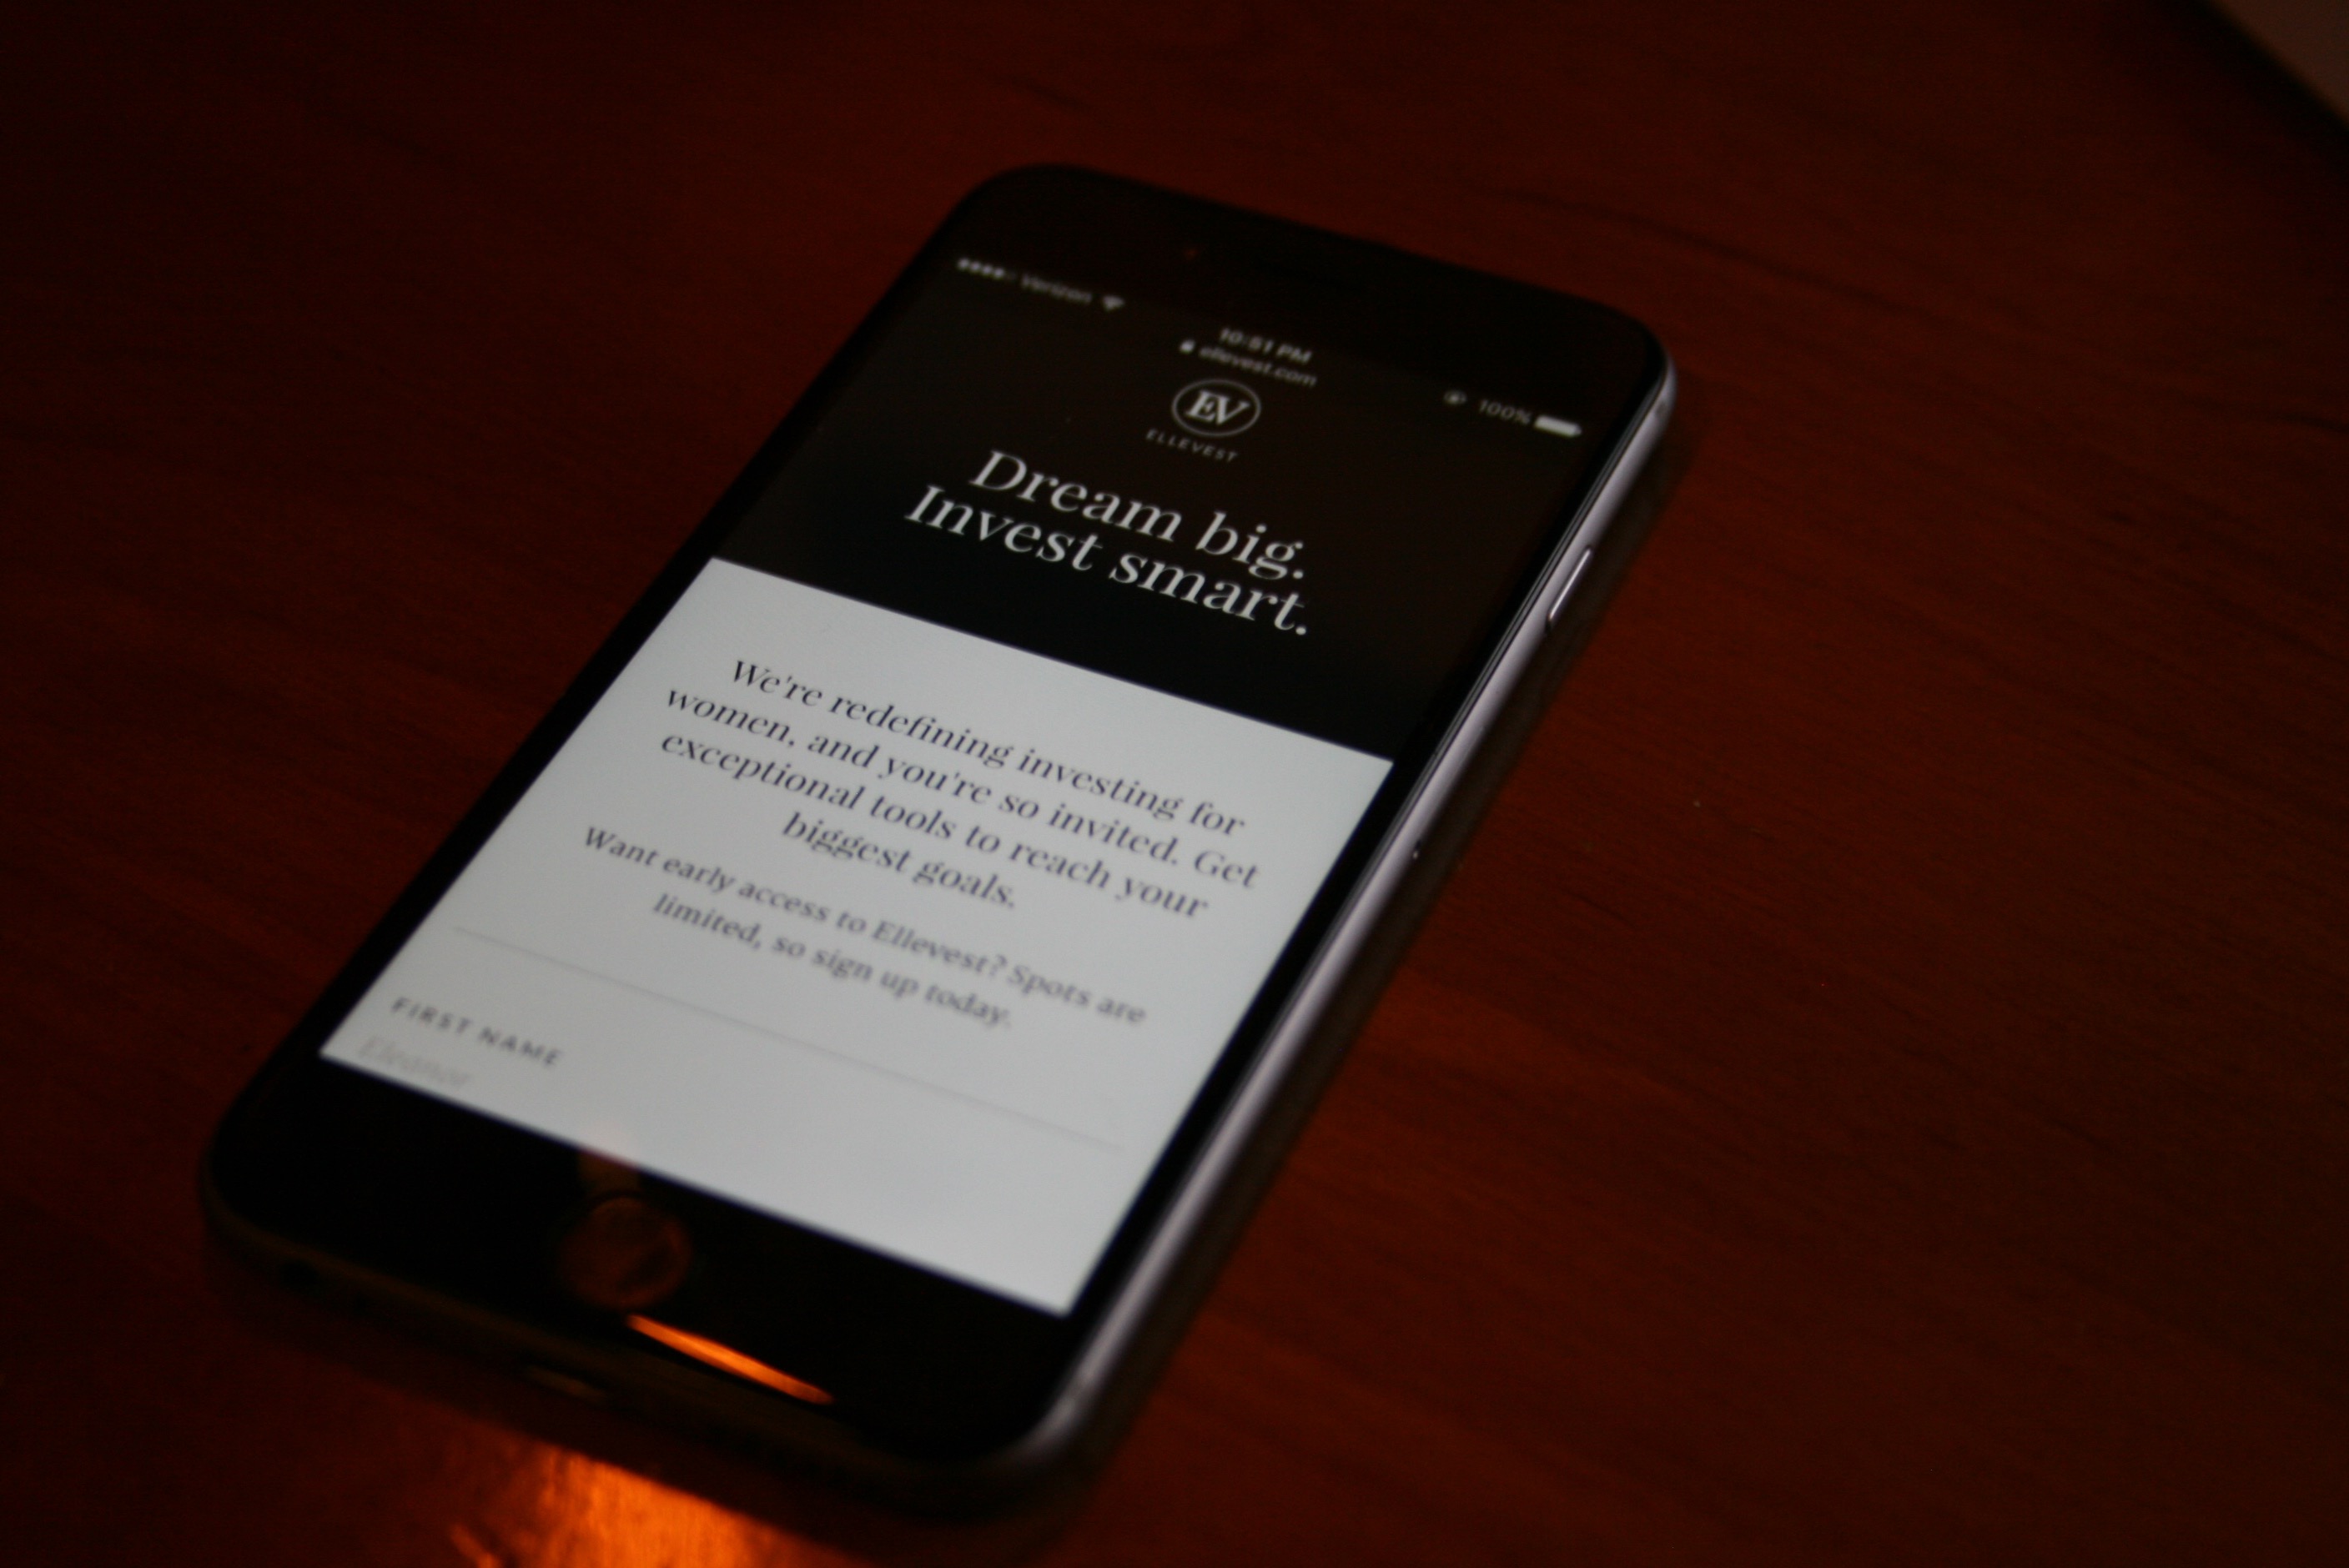 Verizon
10:51 PM
100%
ellevest.com
EV
ELLEVEST
Dream big.
Invest smart.
We're redefining investing for
women, and you're so invited. Get
exceptional tools to reach your
biggest goals.
Want early access to Ellevest? Spots are
limited, so sign up today.
FIRST NAME
Eleanor